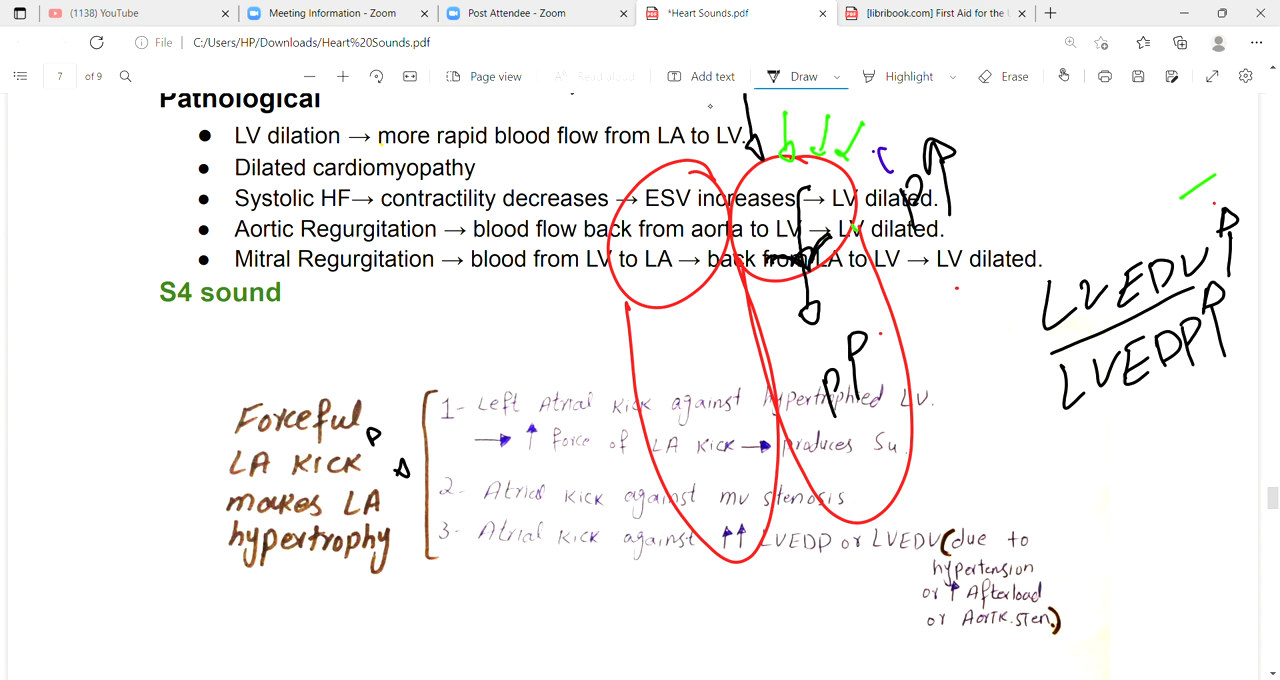 (1138) YouTube
Meeting Information - Zoom
Post Attendee - Zoom
*Heart Sounds.pdf
[libribook.com] First Aid for the
File C:/Users/HP/Downloads/Heart%20Sounds.pdf
7 of 9
Page view
Read aloud
Add text
Draw
Highlight
Erase
Pathological
● LV dilation → more rapid blood flow from LA to LV.
● Dilated cardiomyopathy
● Systolic HF→ contractility decreases → ESV increases → LV dilated.
● Aortic Regurgitation → blood flow back from aorta to LV → LV dilated.
● Mitral Regurgitation → blood from LV to LA → back from LA to LV → LV dilated.
P↑
LVEDV↑
LVEDP↑
S4 sound
P↑
Forceful
LA KICK
makes LA
hypertrophy
1- Left Atrial Kick against hypertrophied LV.
→ ↑ force of LA KICK → produces S4.
2- Atrial Kick against mv stenosis
3- Atrial Kick against ↑↑ LVEDP or LVEDV (due to
hypertension
or ↑ Afterload
or Aortic.sten.)